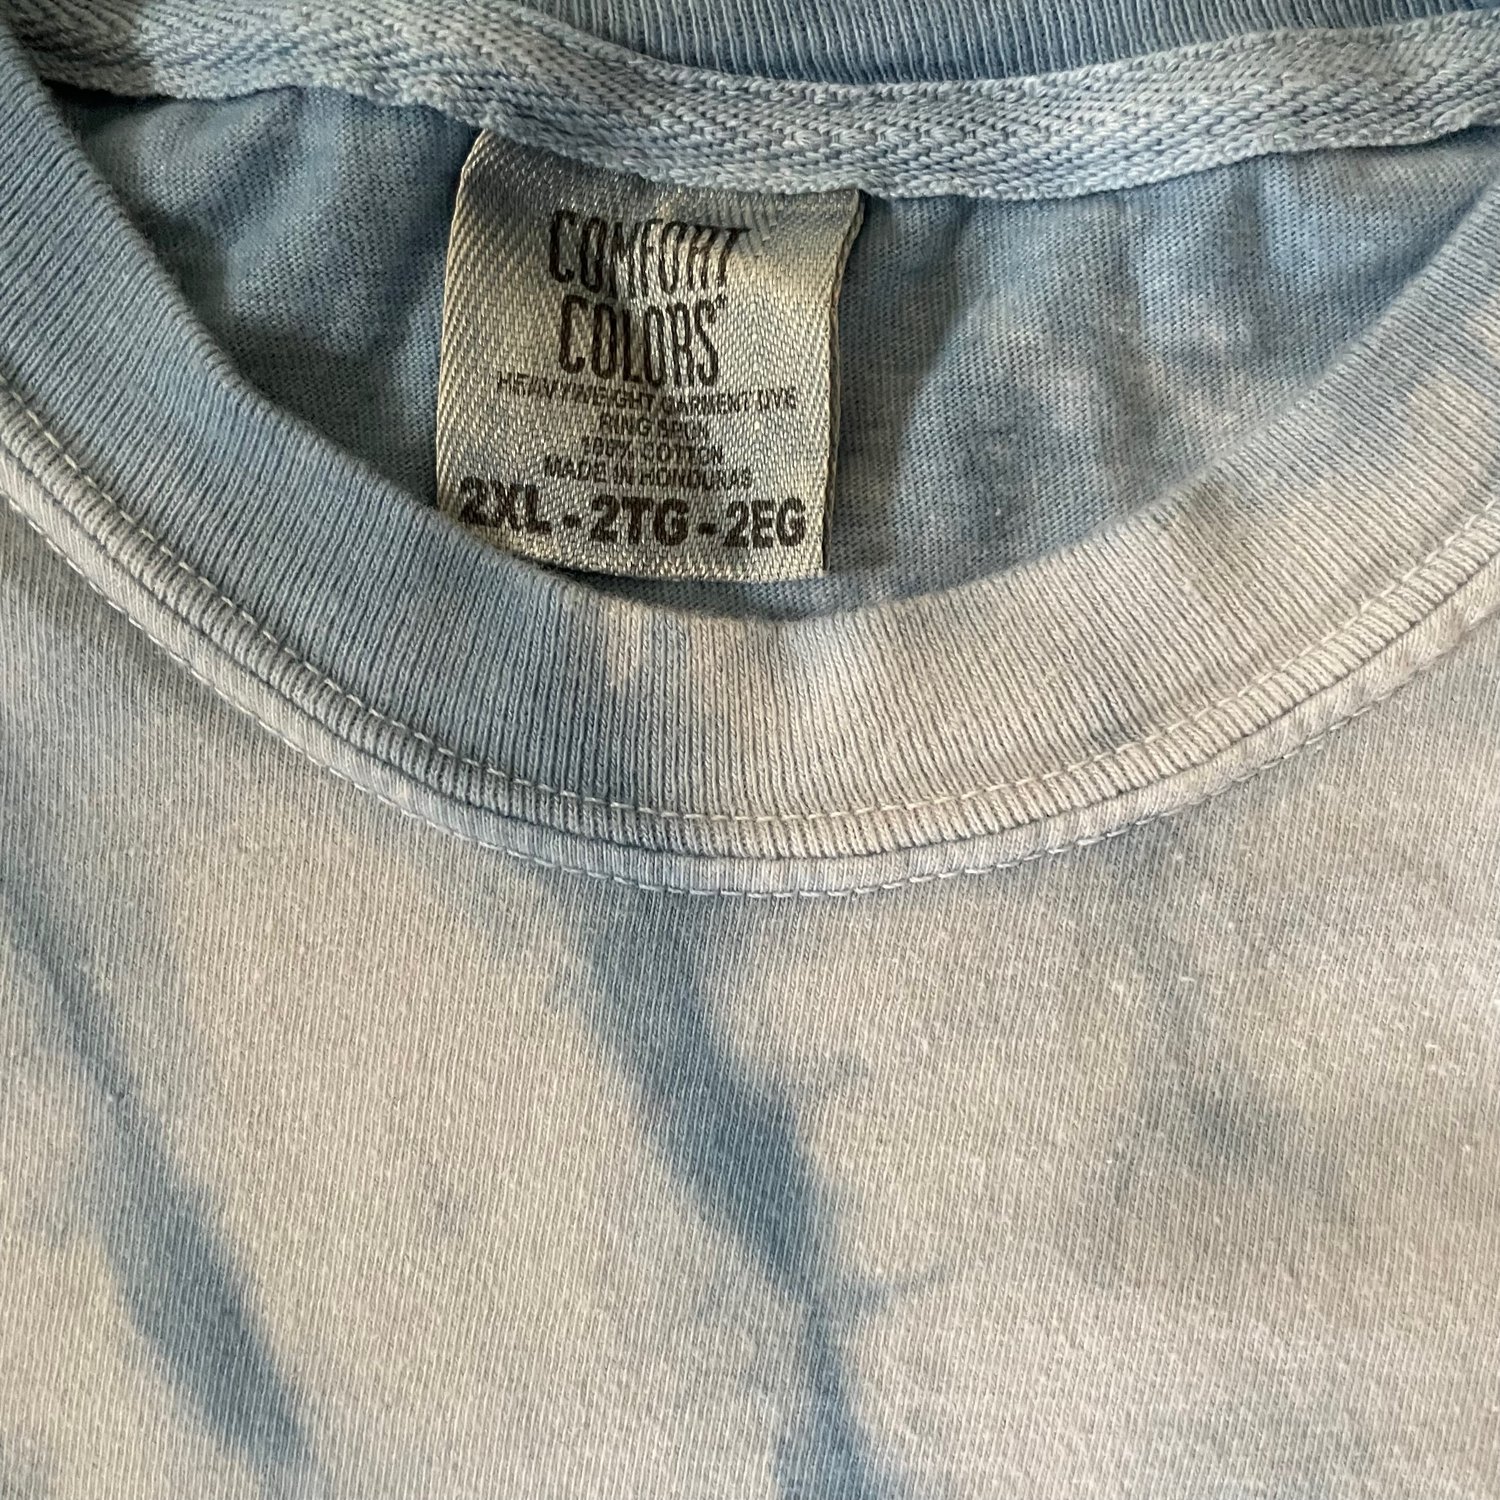 COMFORT
COLORS®
HEAVYWEIGHT GARMENT DYE
RING SPUN
100% COTTON
MADE IN HONDURAS
2XL - 2TG - 2EG